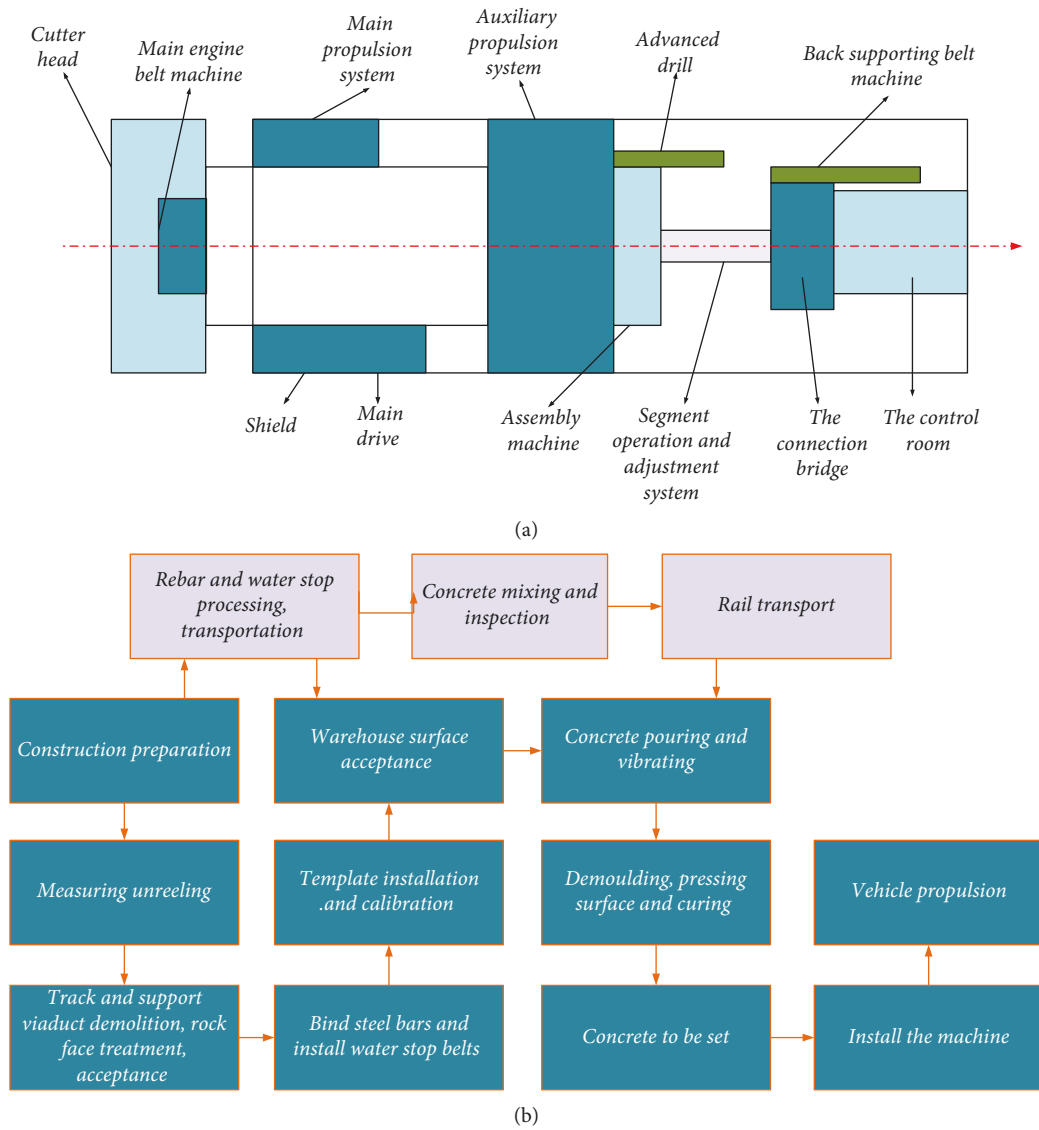 Cutter
head
Main engine
belt machine
Main
propulsion
system
Auxiliary
propulsion
system
Advanced
drill
Back supporting belt
machine
Shield
Main
drive
Assembly
machine
Segment
operation and
adjustment
system
The
connection
bridge
The control
room
(a)
Rebar and water stop
processing,
transportation
Concrete mixing and
inspection
Rail transport
Construction preparation
Warehouse surface
acceptance
Concrete pouring and
vibrating
Measuring unreeling
Template installation
.and calibration
Demoulding, pressing
surface and curing
Vehicle propulsion
Track and support
viaduct demolition, rock
face treatment,
acceptance
Bind steel bars and
install water stop belts
Concrete to be set
Install the machine
(b)